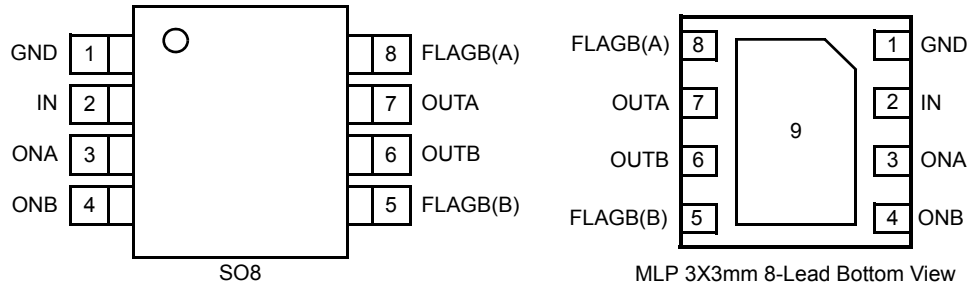 GND 1 8 FLAGB(A)
IN 2 7 OUTA
ONA 3 6 OUTB
ONB 4 5 FLAGB(B)
SO8
FLAGB(A) 8 1 GND
OUTA 7 2 IN
9
OUTB 6 3 ONA
FLAGB(B) 5 4 ONB
MLP 3X3mm 8-Lead Bottom View